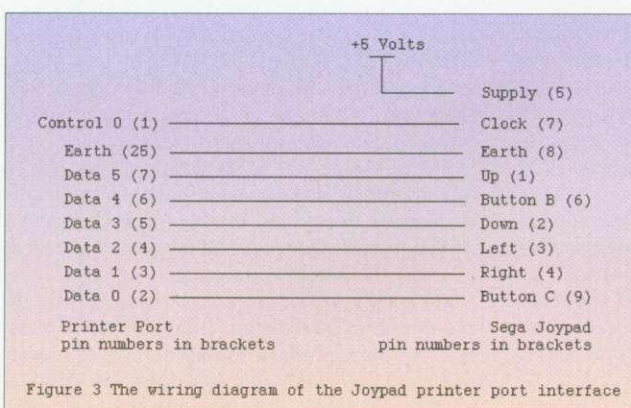 +5 Volts
Supply (5)
Control 0 (1) Clock (7)
Earth (25) Earth (8)
Data 5 (7) Up (1)
Data 4 (6) Button B (6)
Data 3 (5) Down (2)
Data 2 (4) Left (3)
Data 1 (3) Right (4)
Data 0 (2) Button C (9)
Printer Port Sega Joypad
pin numbers in brackets pin numbers in brackets
Figure 3 The wiring diagram of the Joypad printer port interface